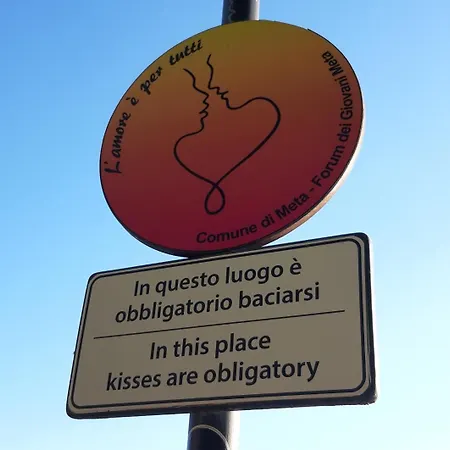 L'amore è per tutti
Comune di Meta - Forum dei Giovani Meta
In questo luogo è
obbligatorio baciarsi
In this place
kisses are obligatory